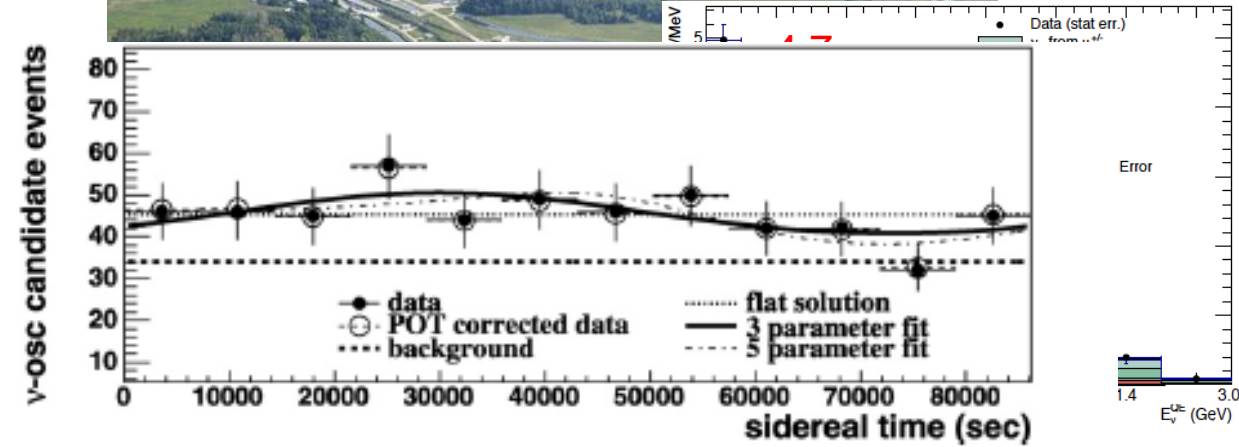 ν-osc candidate events
80
70
60
50
40
30
20
10
0 10000 20000 30000 40000 50000 60000 70000 80000
sidereal time (sec)
data
POT corrected data
background
flat solution
3 parameter fit
5 parameter fit
/MeV
5
Data (stat err.)
Error
1.4 3.0
E_ν^QE (GeV)